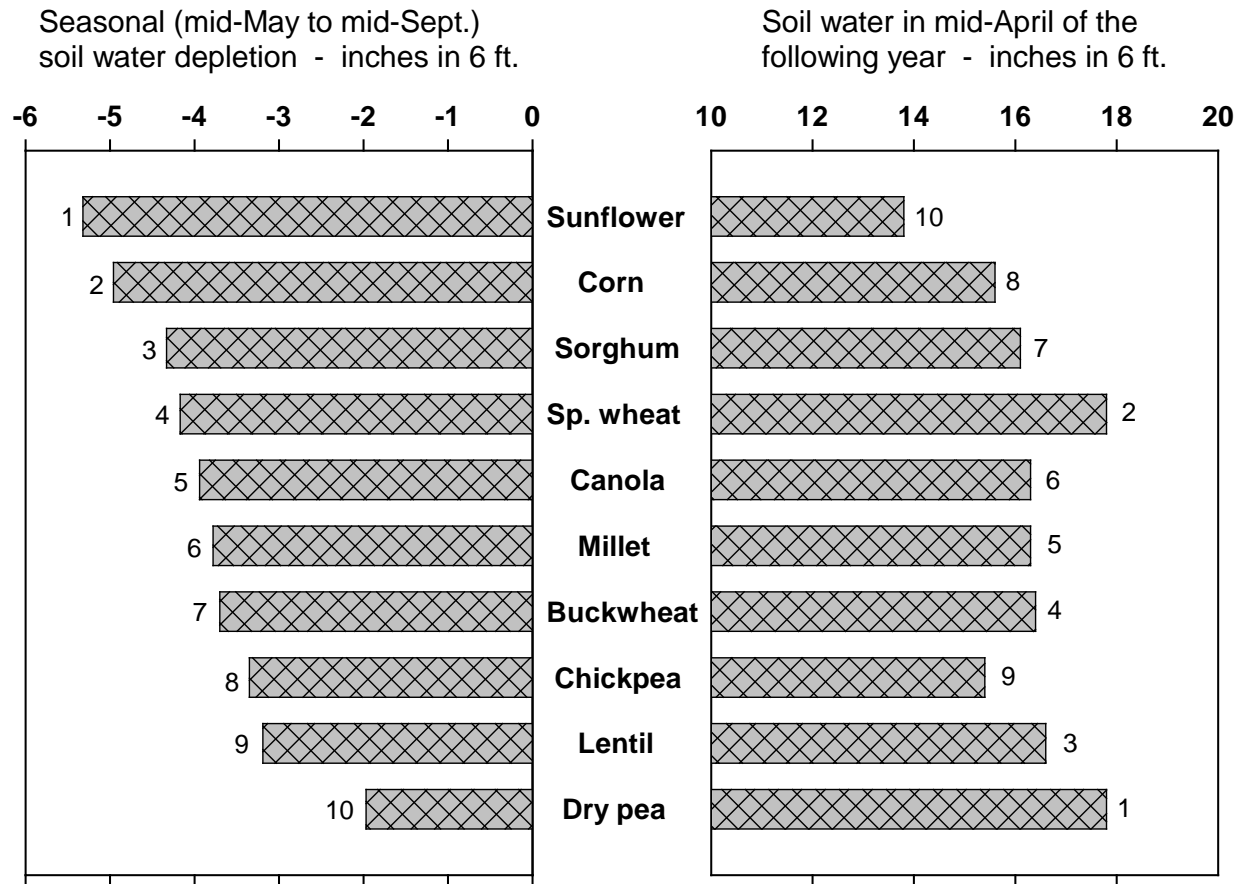 Seasonal (mid-May to mid-Sept.)
soil water depletion - inches in 6 ft.
Soil water in mid-April of the
following year - inches in 6 ft.
-6 -5 -4 -3 -2 -1 0
10 12 14 16 18 20
1 Sunflower 10
2 Corn 8
3 Sorghum 7
4 Sp. wheat 2
5 Canola 6
6 Millet 5
7 Buckwheat 4
8 Chickpea 9
9 Lentil 3
10 Dry pea 1